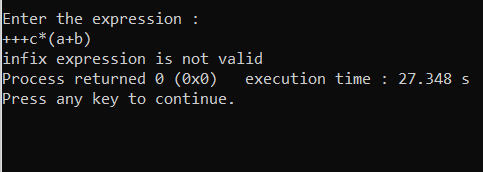 Enter the expression :
+++c*(a+b)
infix expression is not valid
Process returned 0 (0x0)   execution time : 27.348 s
Press any key to continue.